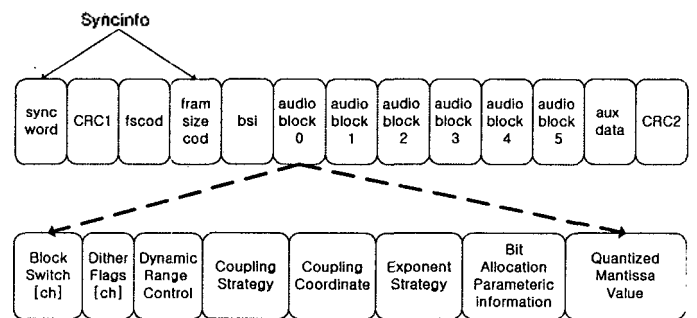 Syncinfo
sync
word
CRC1
fscod
fram
size
cod
bsi
audio
block
0
audio
block
1
audio
block
2
audio
block
3
audio
block
4
audio
block
5
aux
data
CRC2
Block
Switch
[ch]
Dither
Flags
[ch]
Dynamic
Range
Control
Coupling
Strategy
Coupling
Coordinate
Exponent
Strategy
Bit
Allocation
Parameteric
information
Quantized
Mantissa
Value